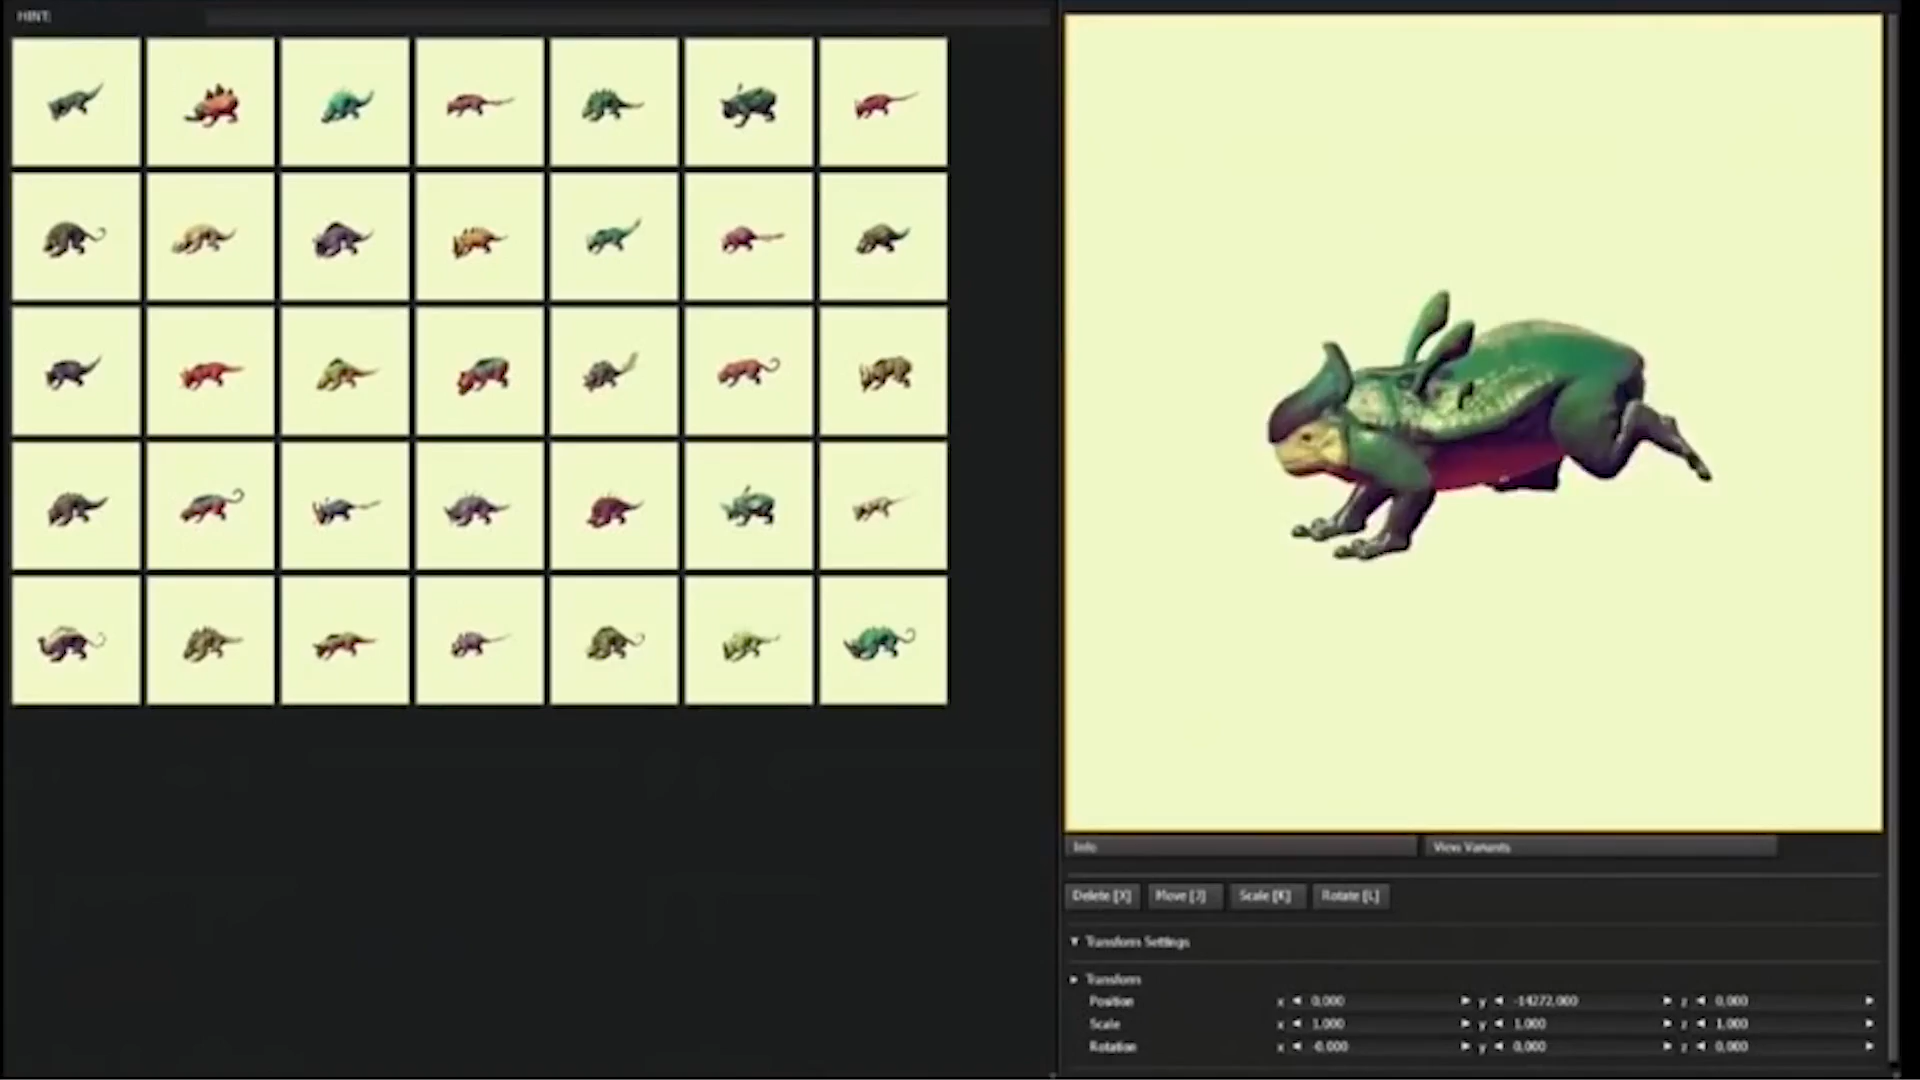 HINT:
Info
View Variants
Delete [X] Move [J] Scale [K] Rotate [L]
▼ Transform Settings
► Transform
Position x ◄ 0.000 ► y ◄ -14272.000 ► z ◄ 0.000 ►
Scale x ◄ 1.000 ► y ◄ 1.000 ► z ◄ 1.000 ►
Rotation x ◄ -0.000 ► y ◄ 0.000 ► z ◄ 0.000 ►